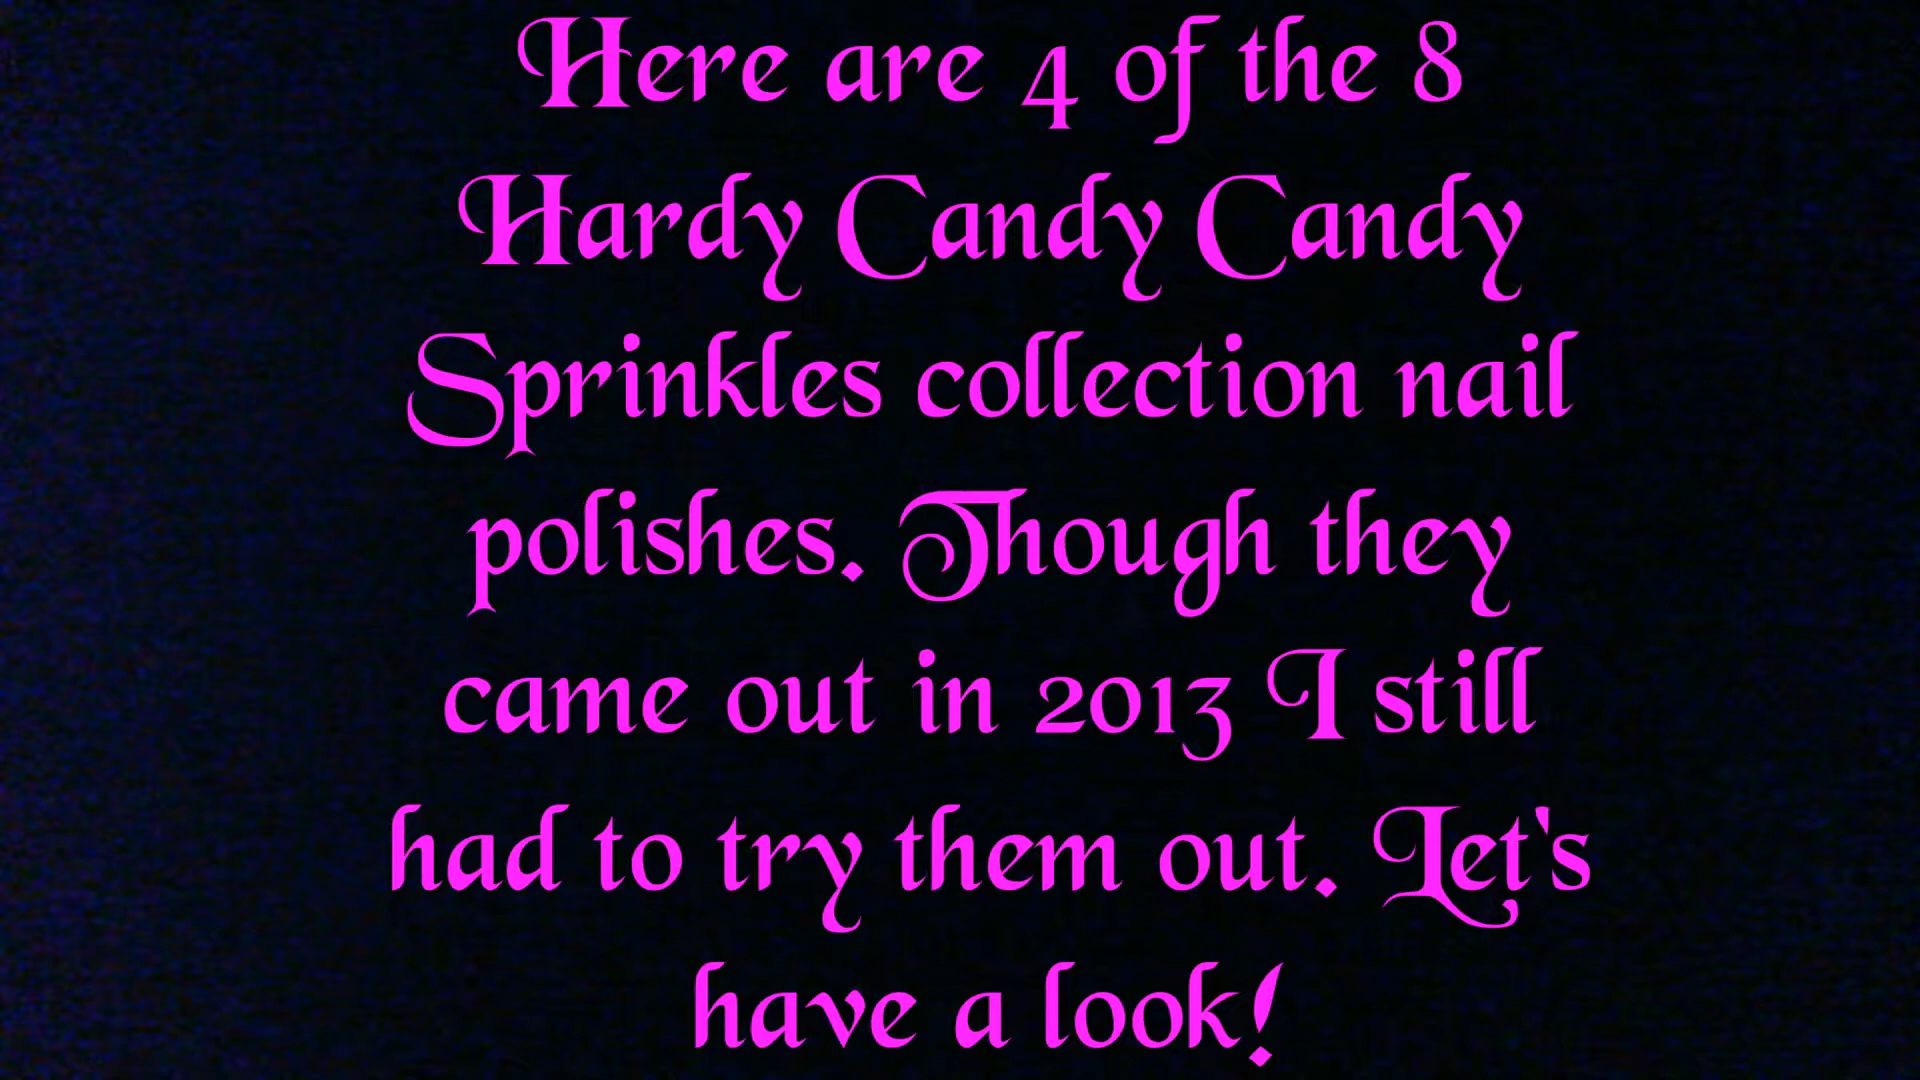 Here are 4 of the 8
Hardy Candy Candy
Sprinkles collection nail
polishes. Though they
came out in 2013 I still
had to try them out. Let's
have a look!